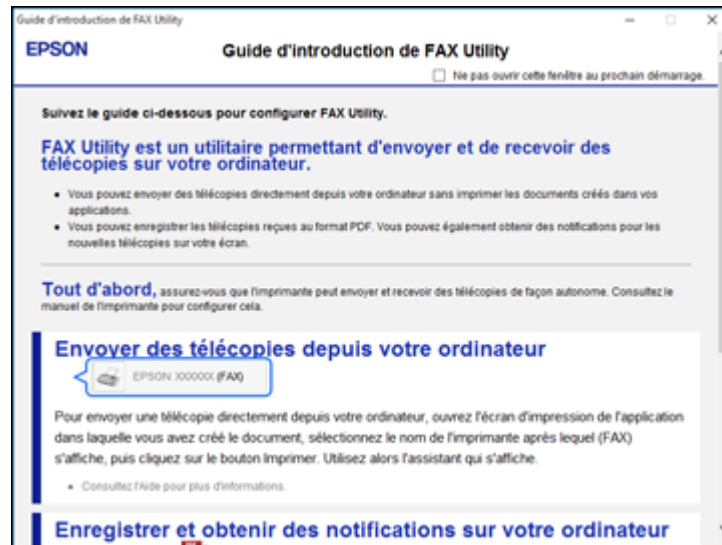 Guide d'introduction de FAX Utility
EPSON
Guide d'introduction de FAX Utility
Ne pas ouvrir cette fenêtre au prochain démarrage.
Suivez le guide ci-dessous pour configurer FAX Utility.
FAX Utility est un utilitaire permettant d'envoyer et de recevoir des
télécopies sur votre ordinateur.
• Vous pouvez envoyer des télécopies directement depuis votre ordinateur sans imprimer les documents créés dans vos
applications.
• Vous pouvez enregistrer les télécopies reçues au format PDF. Vous pouvez également obtenir des notifications pour les
nouvelles télécopies sur votre écran.
Tout d'abord, assurez-vous que l'imprimante peut envoyer et recevoir des télécopies de façon autonome. Consultez le
manuel de l'imprimante pour configurer cela.
Envoyer des télécopies depuis votre ordinateur
EPSON XXXXXX (FAX)
Pour envoyer une télécopie directement depuis votre ordinateur, ouvrez l'écran d'impression de l'application
dans laquelle vous avez créé le document, sélectionnez le nom de l'imprimante après lequel (FAX)
s'affiche, puis cliquez sur le bouton Imprimer. Utilisez alors l'assistant qui s'affiche.
• Consultez l'Aide pour plus d'informations.
Enregistrer et obtenir des notifications sur votre ordinateur